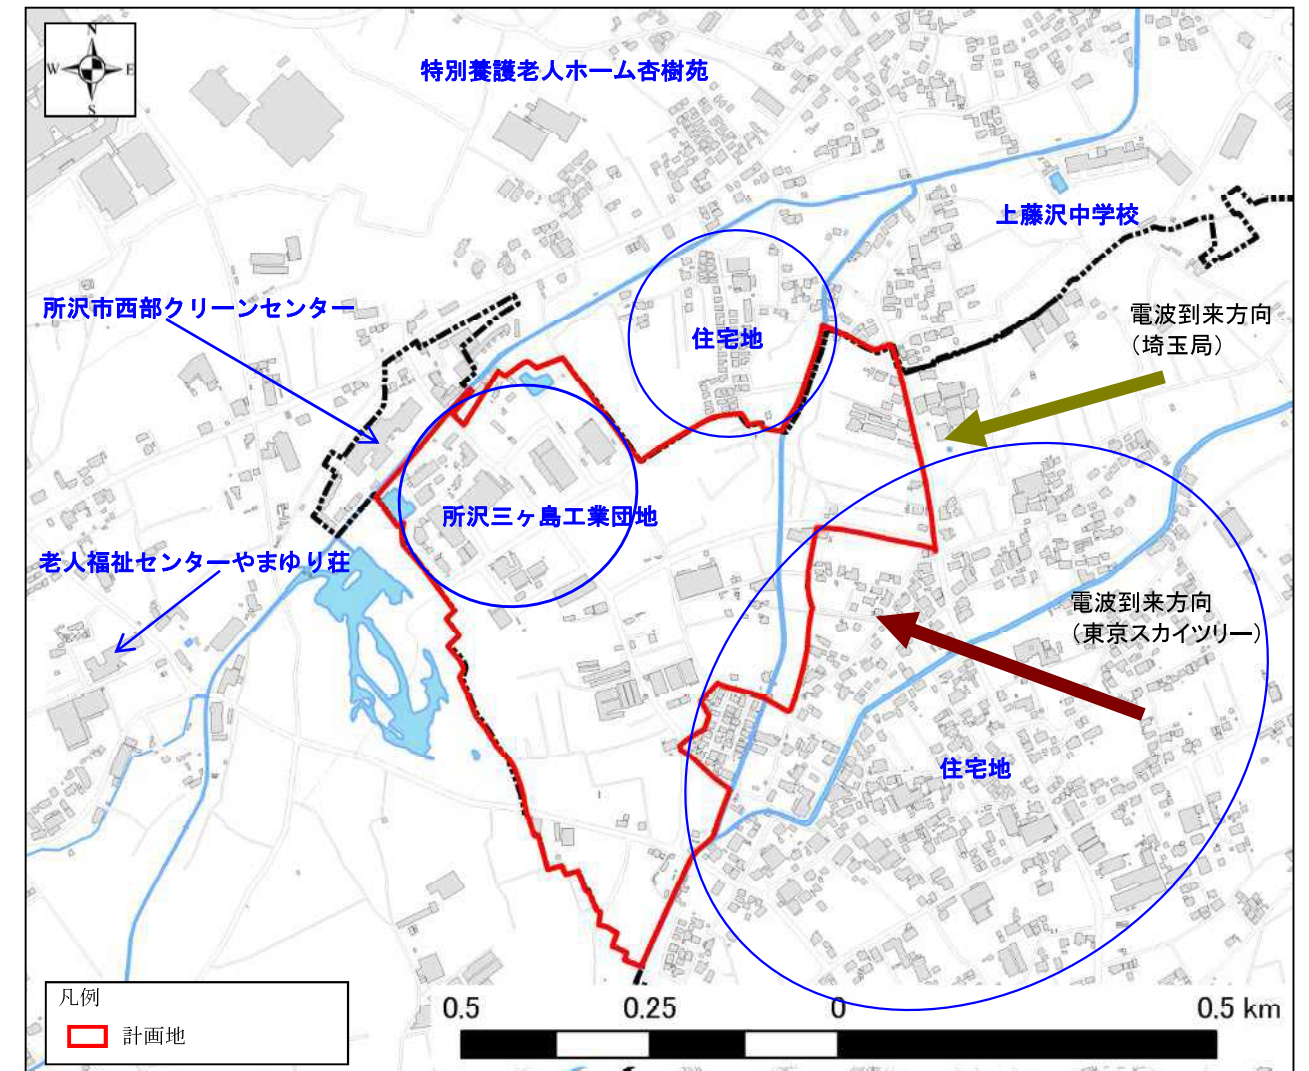 N
W E
S
特別養護老人ホーム杏樹苑
上藤沢中学校
所沢市西部クリーンセンター
住宅地
電波到来方向
（埼玉局）
所沢三ヶ島工業団地
老人福祉センターやまゆり荘
電波到来方向
（東京スカイツリー）
住宅地
凡例
計画地
0.5 0.25 0 0.5 km